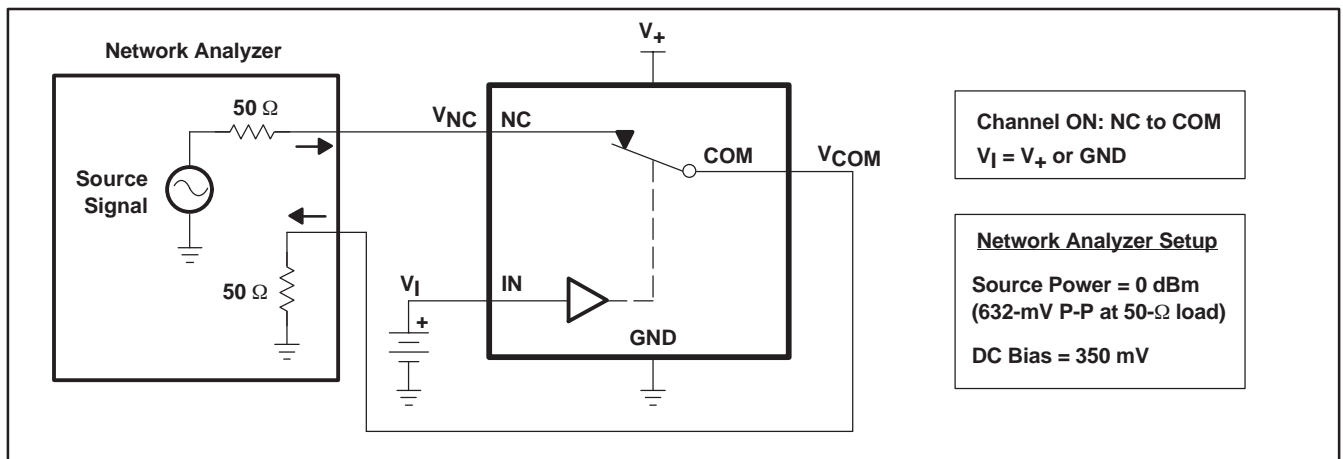 Network Analyzer
50 Ω
Source
Signal
50 Ω
V+
VNC
NC
COM
VCOM
VI
IN
+
GND
Channel ON: NC to COM
VI = V+ or GND
Network Analyzer Setup
Source Power = 0 dBm
(632-mV P-P at 50-Ω load)
DC Bias = 350 mV